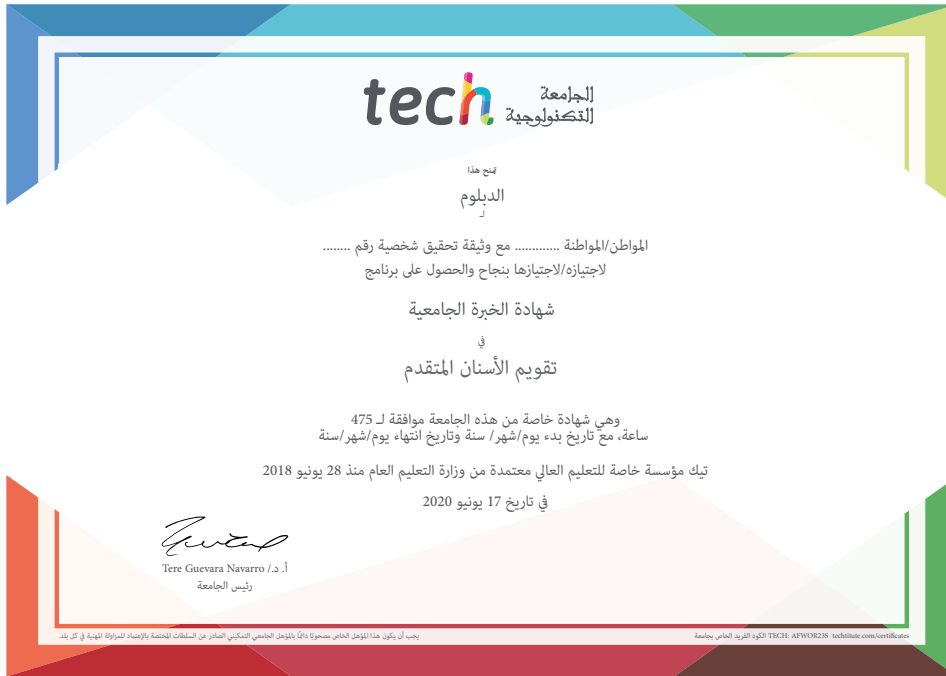 tech الجامعة
التكنولوجية
تمنح هذا
الدبلوم
لـ
المواطن/المواطنة ............. مع وثيقة تحقيق شخصية رقم ........
لاجتيازه/لاجتيازها بنجاح والحصول على برنامج
شهادة الخبرة الجامعية
في
تقويم الأسنان المتقدم
وهي شهادة خاصة من هذه الجامعة موافقة لـ 475
ساعة، مع تاريخ بدء يوم/شهر/ سنة وتاريخ انتهاء يوم/شهر/سنة
تيك مؤسسة خاصة للتعليم العالي معتمدة من وزارة التعليم العام منذ 28 يونيو 2018
في تاريخ 17 يونيو 2020
أ. د./ Tere Guevara Navarro
رئيس الجامعة
يجب أن يكون هذا المؤهل الخاص مصحوبًا دائمًا بالمؤهل الجامعي التمكيني الصادر عن السلطات المختصة بالإعتماد للمزاولة المهنية في كل بلد.
الكود الفريد الخاص بجامعة TECH: AFWOR23S techtitute.com/certificates